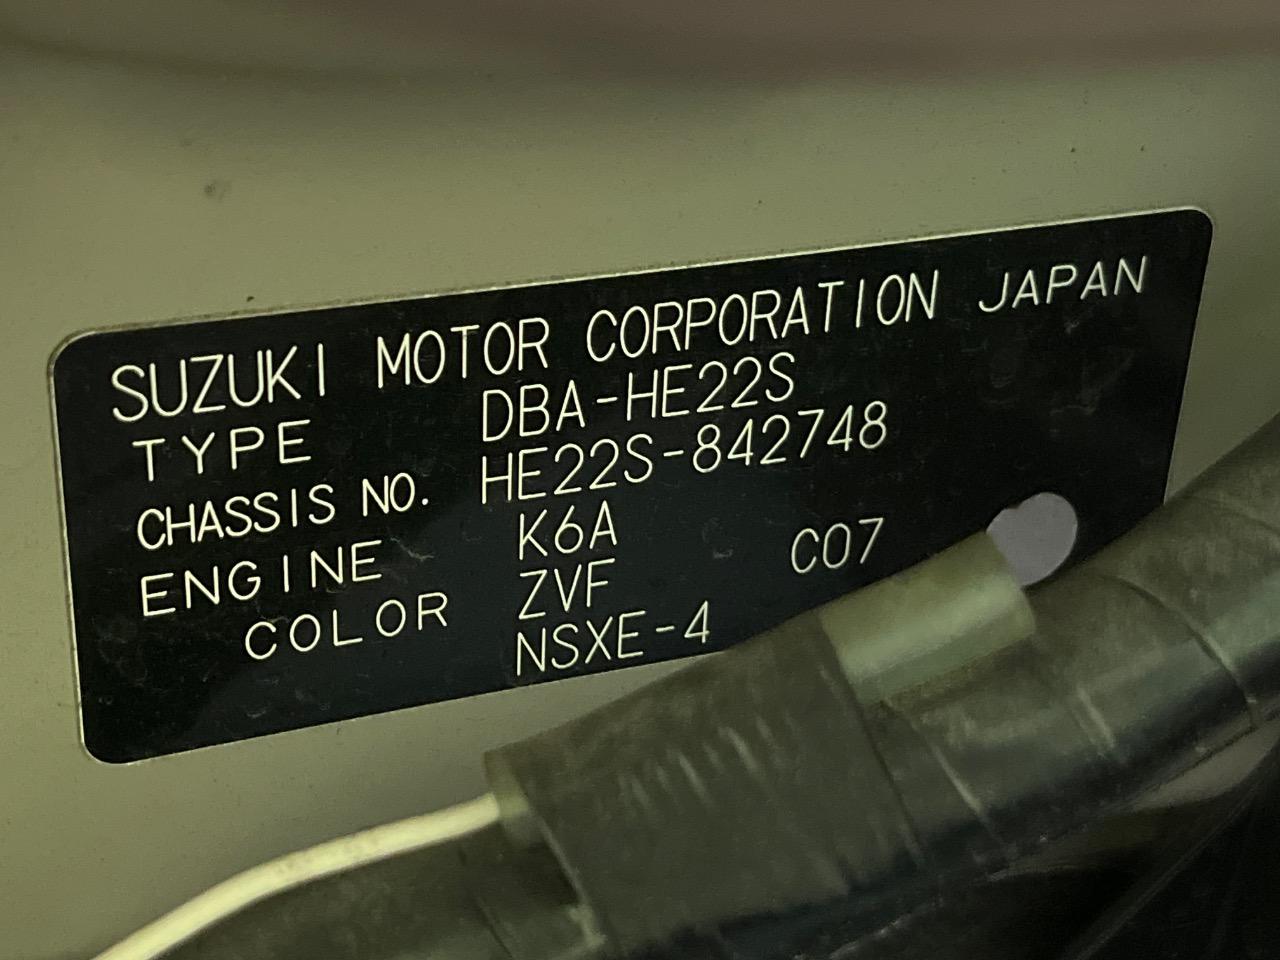 SUZUKI MOTOR CORPORATION JAPAN
TYPE DBA-HE22S
CHASSIS NO. HE22S-842748
ENGINE K6A
COLOR ZVF C07
NSXE-4